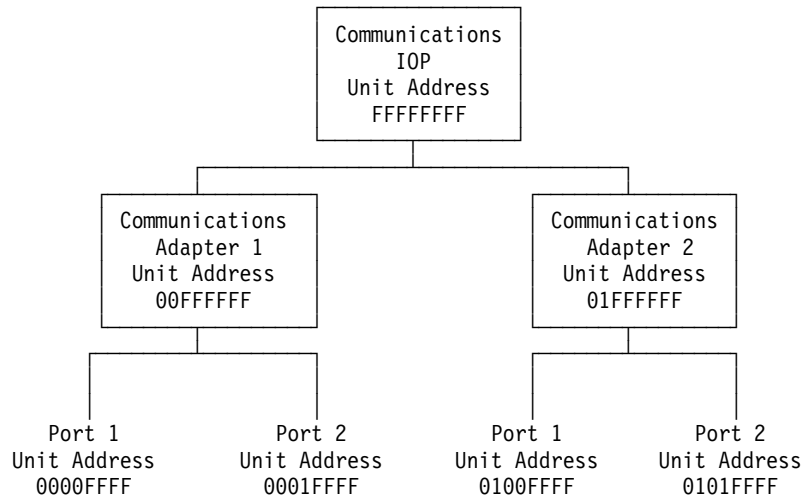 Communications
IOP
Unit Address
FFFFFFFF
Communications
Adapter 1
Unit Address
00FFFFFF
Communications
Adapter 2
Unit Address
01FFFFFF
Port 1
Unit Address
0000FFFF
Port 2
Unit Address
0001FFFF
Port 1
Unit Address
0100FFFF
Port 2
Unit Address
0101FFFF